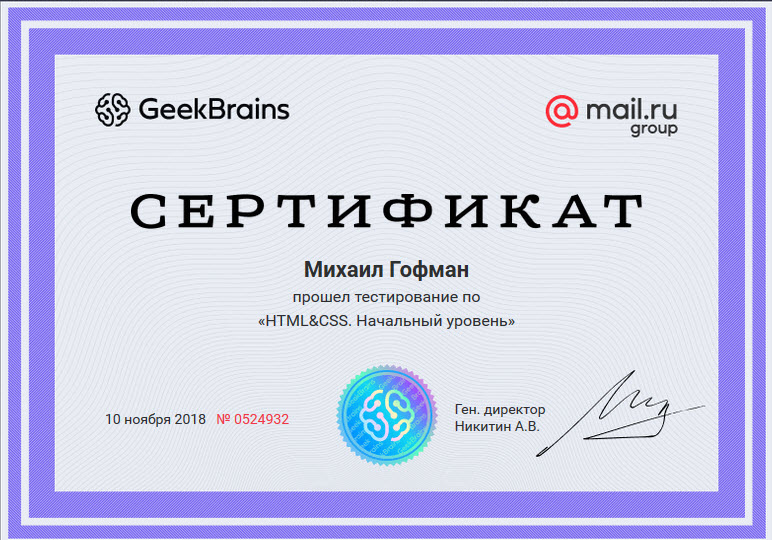 GeekBrains
@mail.ru
group
СЕРТИФИКАТ
Михаил Гофман
прошел тестирование по
«HTML&CSS. Начальный уровень»
10 ноября 2018 № 0524932
Ген. директор
Никитин А.В.